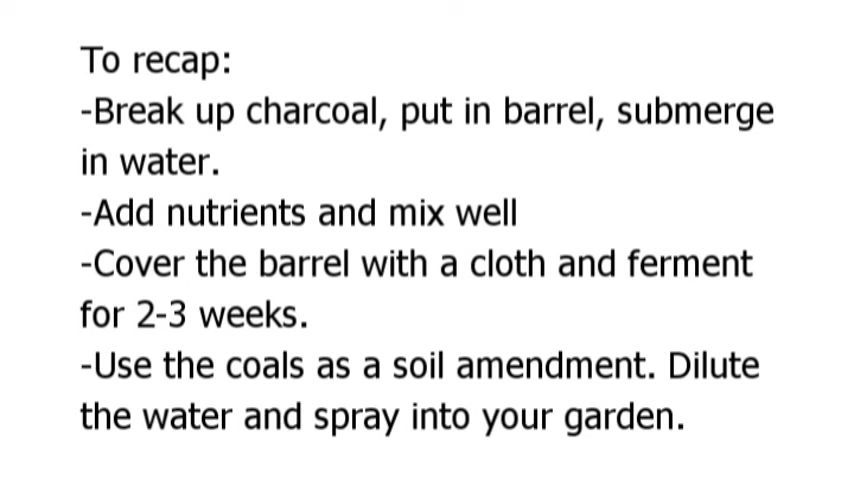 To recap:
-Break up charcoal, put in barrel, submerge
in water.
-Add nutrients and mix well
-Cover the barrel with a cloth and ferment
for 2-3 weeks.
-Use the coals as a soil amendment. Dilute
the water and spray into your garden.